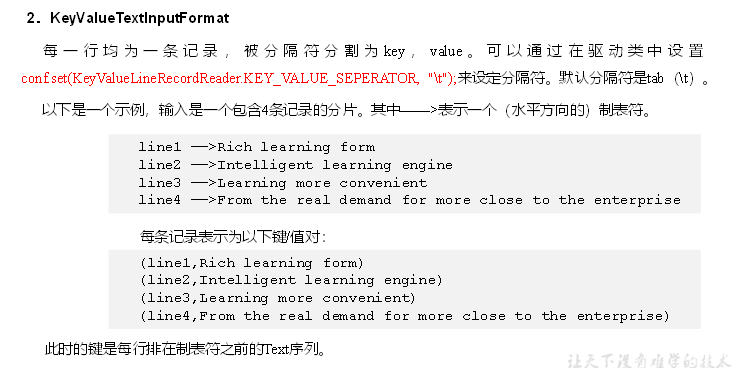 2．KeyValueTextInputFormat
每一行均为一条记录，被分隔符分割为key，value。可以通过在驱动类中设置
conf.set(KeyValueLineRecordReader.KEY_VALUE_SEPERATOR, "\t");来设定分隔符。默认分隔符是tab（\t）。
以下是一个示例，输入是一个包含4条记录的分片。其中——>表示一个（水平方向的）制表符。
line1 ——>Rich learning form
line2 ——>Intelligent learning engine
line3 ——>Learning more convenient
line4 ——>From the real demand for more close to the enterprise
每条记录表示为以下键/值对：
(line1,Rich learning form)
(line2,Intelligent learning engine)
(line3,Learning more convenient)
(line4,From the real demand for more close to the enterprise)
此时的键是每行排在制表符之前的Text序列。
让天下没有难学的技术